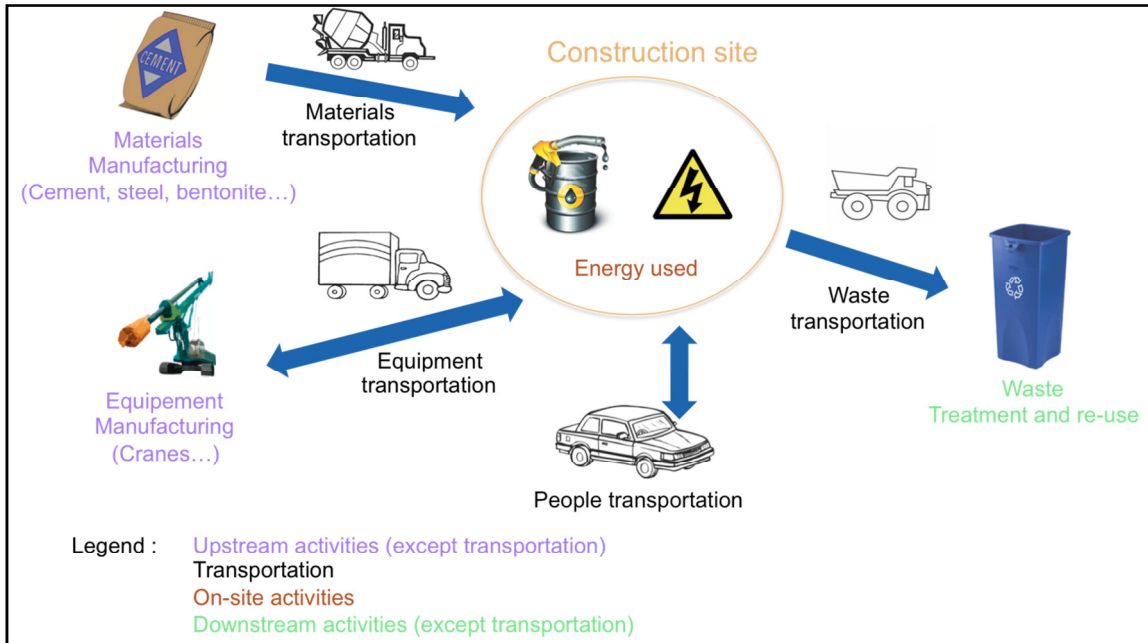 CEMENT
Construction site
Materials
transportation
Materials
Manufacturing
(Cement, steel, bentonite…)
Energy used
Waste
transportation
Equipment
transportation
Equipement
Manufacturing
(Cranes…)
Waste
Treatment and re-use
People transportation
Legend :
Upstream activities (except transportation)
Transportation
On-site activities
Downstream activities (except transportation)